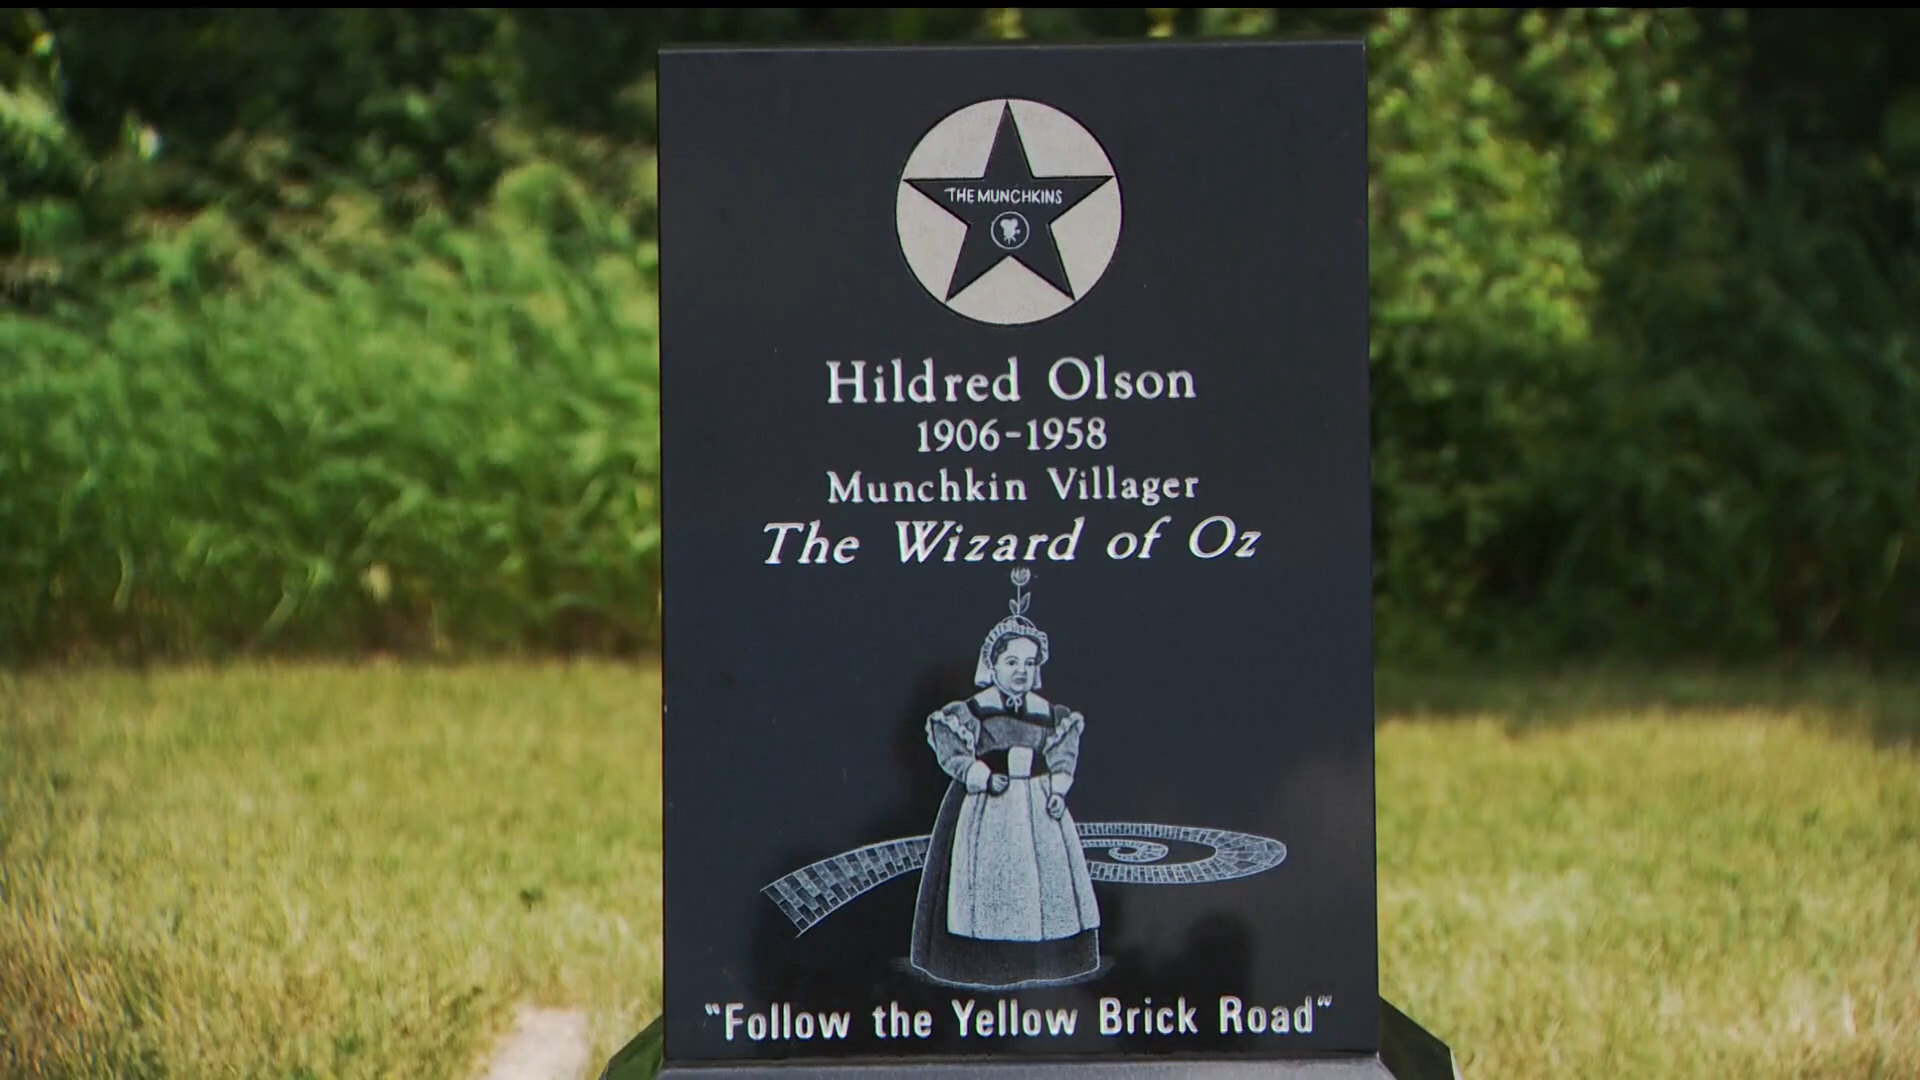 THE MUNCHKINS
Hildred Olson
1906-1958
Munchkin Villager
The Wizard of Oz
"Follow the Yellow Brick Road"